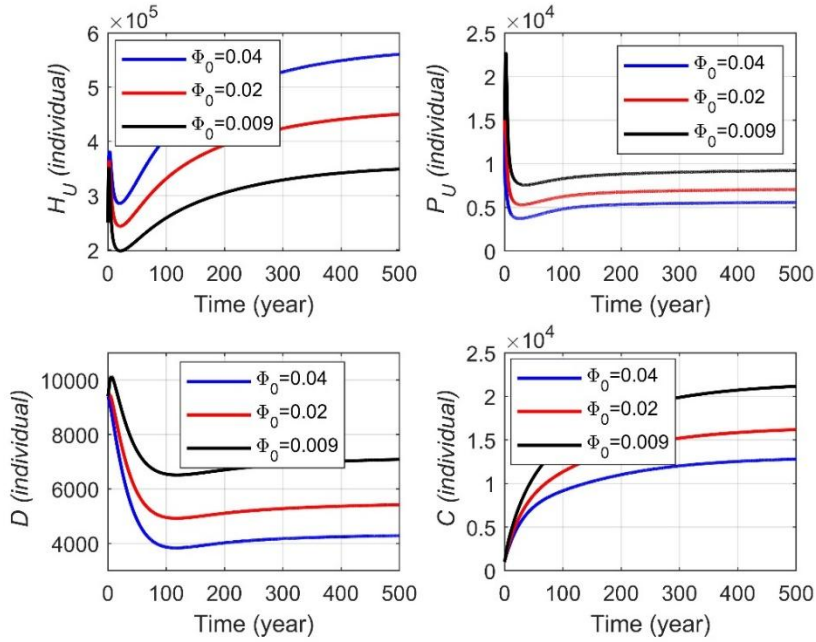 ×10^5
6
5
4
3
2
H_U (individual)
Φ_0=0.04
Φ_0=0.02
Φ_0=0.009
0 100 200 300 400 500
Time (year)
×10^4
2.5
2
1.5
1
0.5
0
P_U (individual)
Φ_0=0.04
Φ_0=0.02
Φ_0=0.009
0 100 200 300 400 500
Time (year)
10000
8000
6000
4000
D (individual)
Φ_0=0.04
Φ_0=0.02
Φ_0=0.009
0 100 200 300 400 500
Time (year)
×10^4
2.5
2
1.5
1
0.5
0
C (individual)
Φ_0=0.04
Φ_0=0.02
Φ_0=0.009
0 100 200 300 400 500
Time (year)